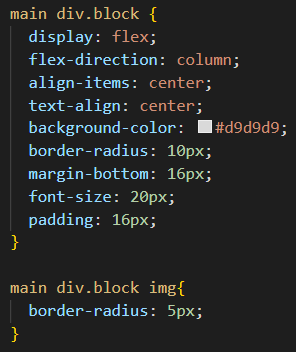 main div.block {
  display: flex;
  flex-direction: column;
  align-items: center;
  text-align: center;
  background-color: #d9d9d9;
  border-radius: 10px;
  margin-bottom: 16px;
  font-size: 20px;
  padding: 16px;
}

main div.block img{
  border-radius: 5px;
}